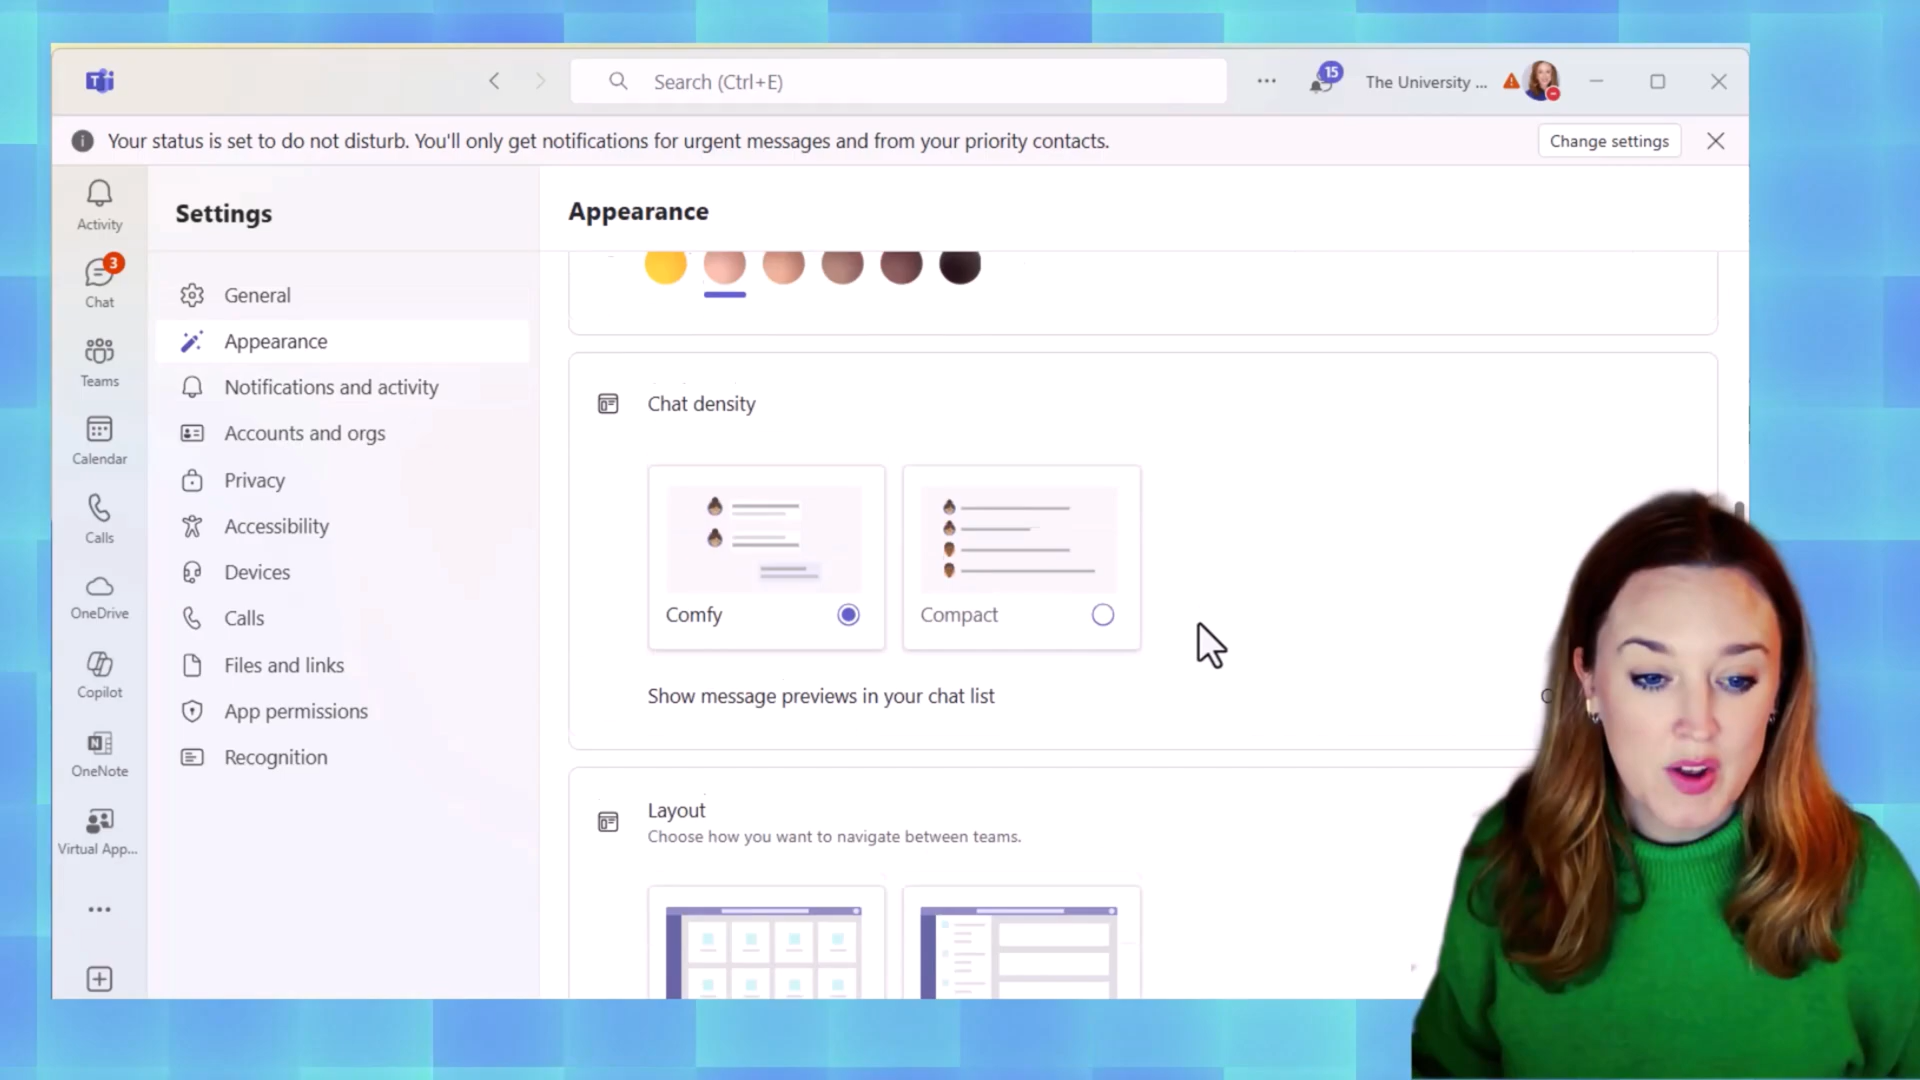 Search (Ctrl+E)
15
The University ...
Your status is set to do not disturb. You'll only get notifications for urgent messages and from your priority contacts.
Change settings
Activity
3
Chat
Teams
Calendar
Calls
OneDrive
Copilot
OneNote
Virtual App...
Settings
General
Appearance
Notifications and activity
Accounts and orgs
Privacy
Accessibility
Devices
Calls
Files and links
App permissions
Recognition
Appearance
Chat density
Comfy
Compact
Show message previews in your chat list
Layout
Choose how you want to navigate between teams.